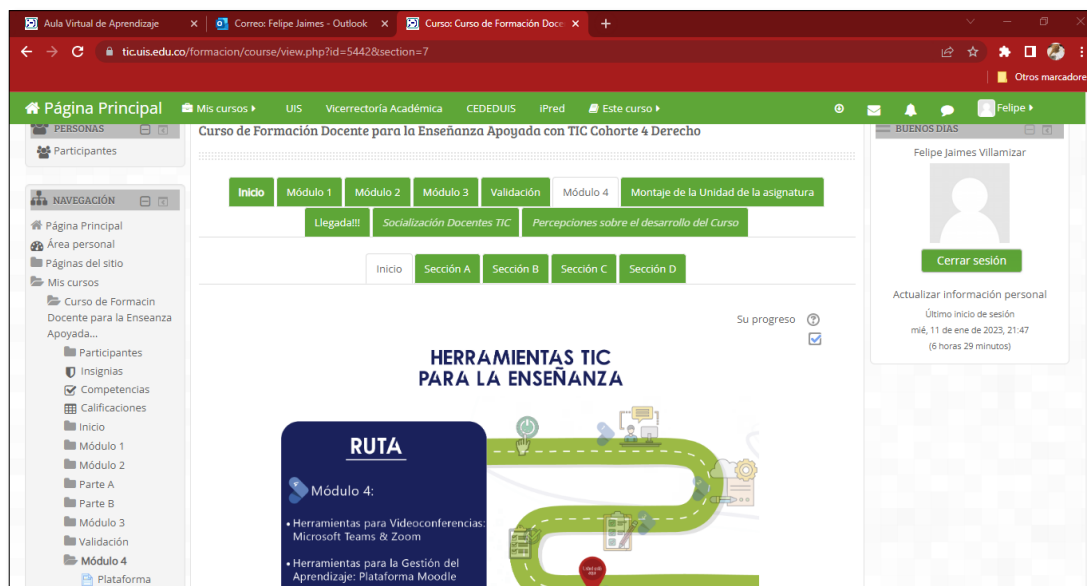 Aula Virtual de Aprendizaje
Correo: Felipe Jaimes - Outlook
Curso: Curso de Formación Doce
tic.uis.edu.co/formacion/course/view.php?id=5442&section=7
Otros marcadores
Página Principal
Mis cursos
UIS
Vicerrectoría Académica
CEDEDUIS
iPred
Este curso
Felipe
PERSONAS
Participantes
NAVEGACIÓN
Página Principal
Área personal
Páginas del sitio
Mis cursos
Curso de Formacin
Docente para la Enseanza
Apoyada...
Participantes
Insignias
Competencias
Calificaciones
Inicio
Módulo 1
Módulo 2
Parte A
Parte B
Módulo 3
Validación
Módulo 4
Plataforma
Curso de Formación Docente para la Enseñanza Apoyada con TIC Cohorte 4 Derecho
Inicio
Módulo 1
Módulo 2
Módulo 3
Validación
Módulo 4
Montaje de la Unidad de la asignatura
Llegada!!!
Socialización Docentes TIC
Percepciones sobre el desarrollo del Curso
Inicio
Sección A
Sección B
Sección C
Sección D
Su progreso
HERRAMIENTAS TIC
PARA LA ENSEÑANZA
RUTA
Módulo 4:
• Herramientas para Videoconferencias:
Microsoft Teams & Zoom
• Herramientas para la Gestión del
Aprendizaje: Plataforma Moodle
BUENOS DIAS
Felipe Jaimes Villamizar
Cerrar sesión
Actualizar información personal
Último inicio de sesión
mié, 11 de ene de 2023, 21:47
(6 horas 29 minutos)